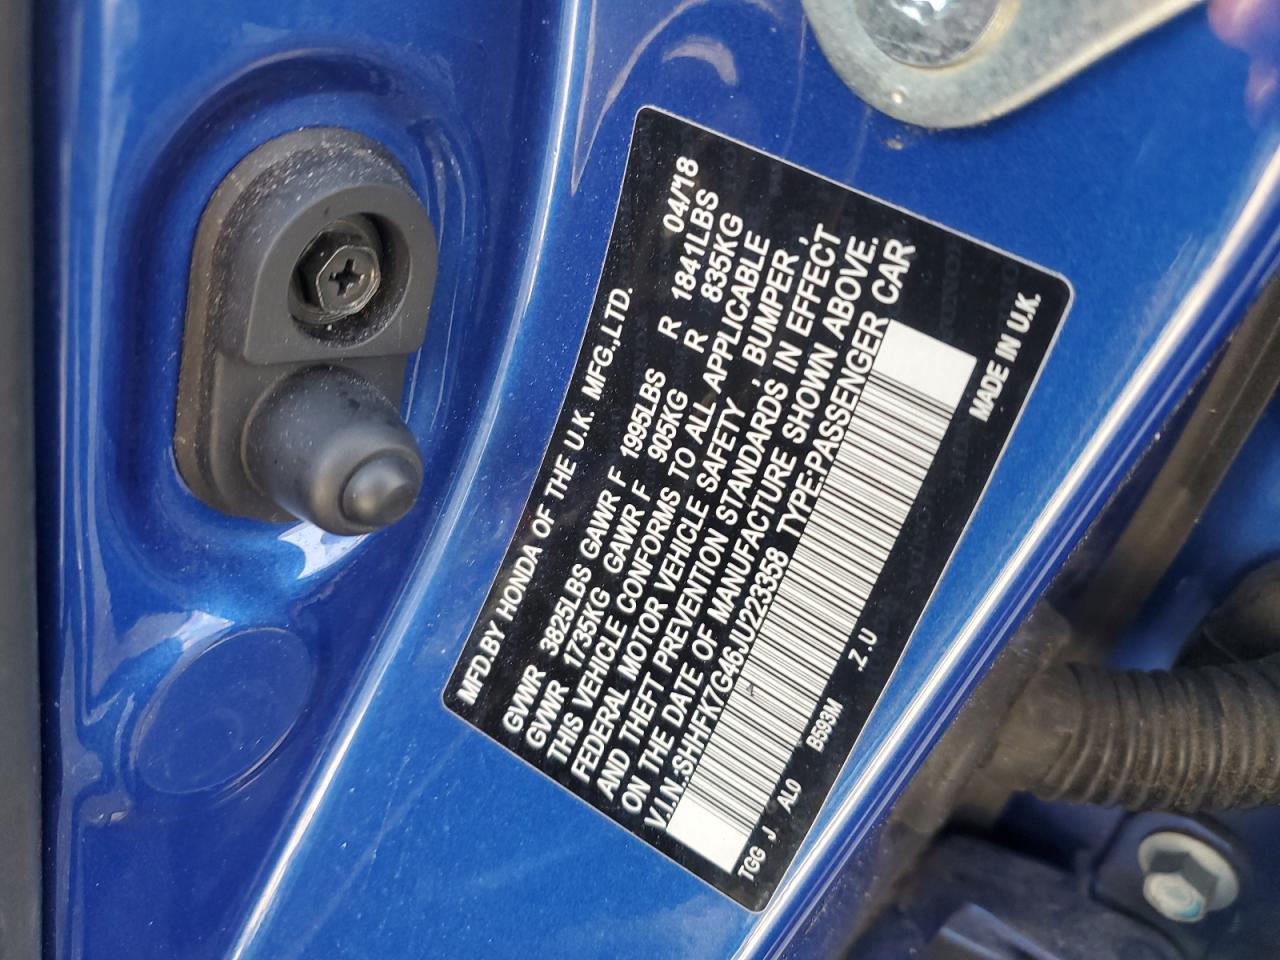 MFD.BY HONDA OF THE U.K. MFG.,LTD. 04/'18
GVWR 3825LBS GAWR F 1995LBS R 1841LBS
GVWR 1735KG GAWR F 905KG R 835KG
THIS VEHICLE CONFORMS TO ALL APPLICABLE
FEDERAL MOTOR VEHICLE SAFETY , BUMPER ,
AND THEFT PREVENTION STANDARDS, IN EFFECT
ON THE DATE OF MANUFACTURE SHOWN ABOVE.
V.I.N:SHHFK7G46JU223358 TYPE:PASSENGER CAR
TGG J AL0 B593M .Z.U MADE IN U.K.